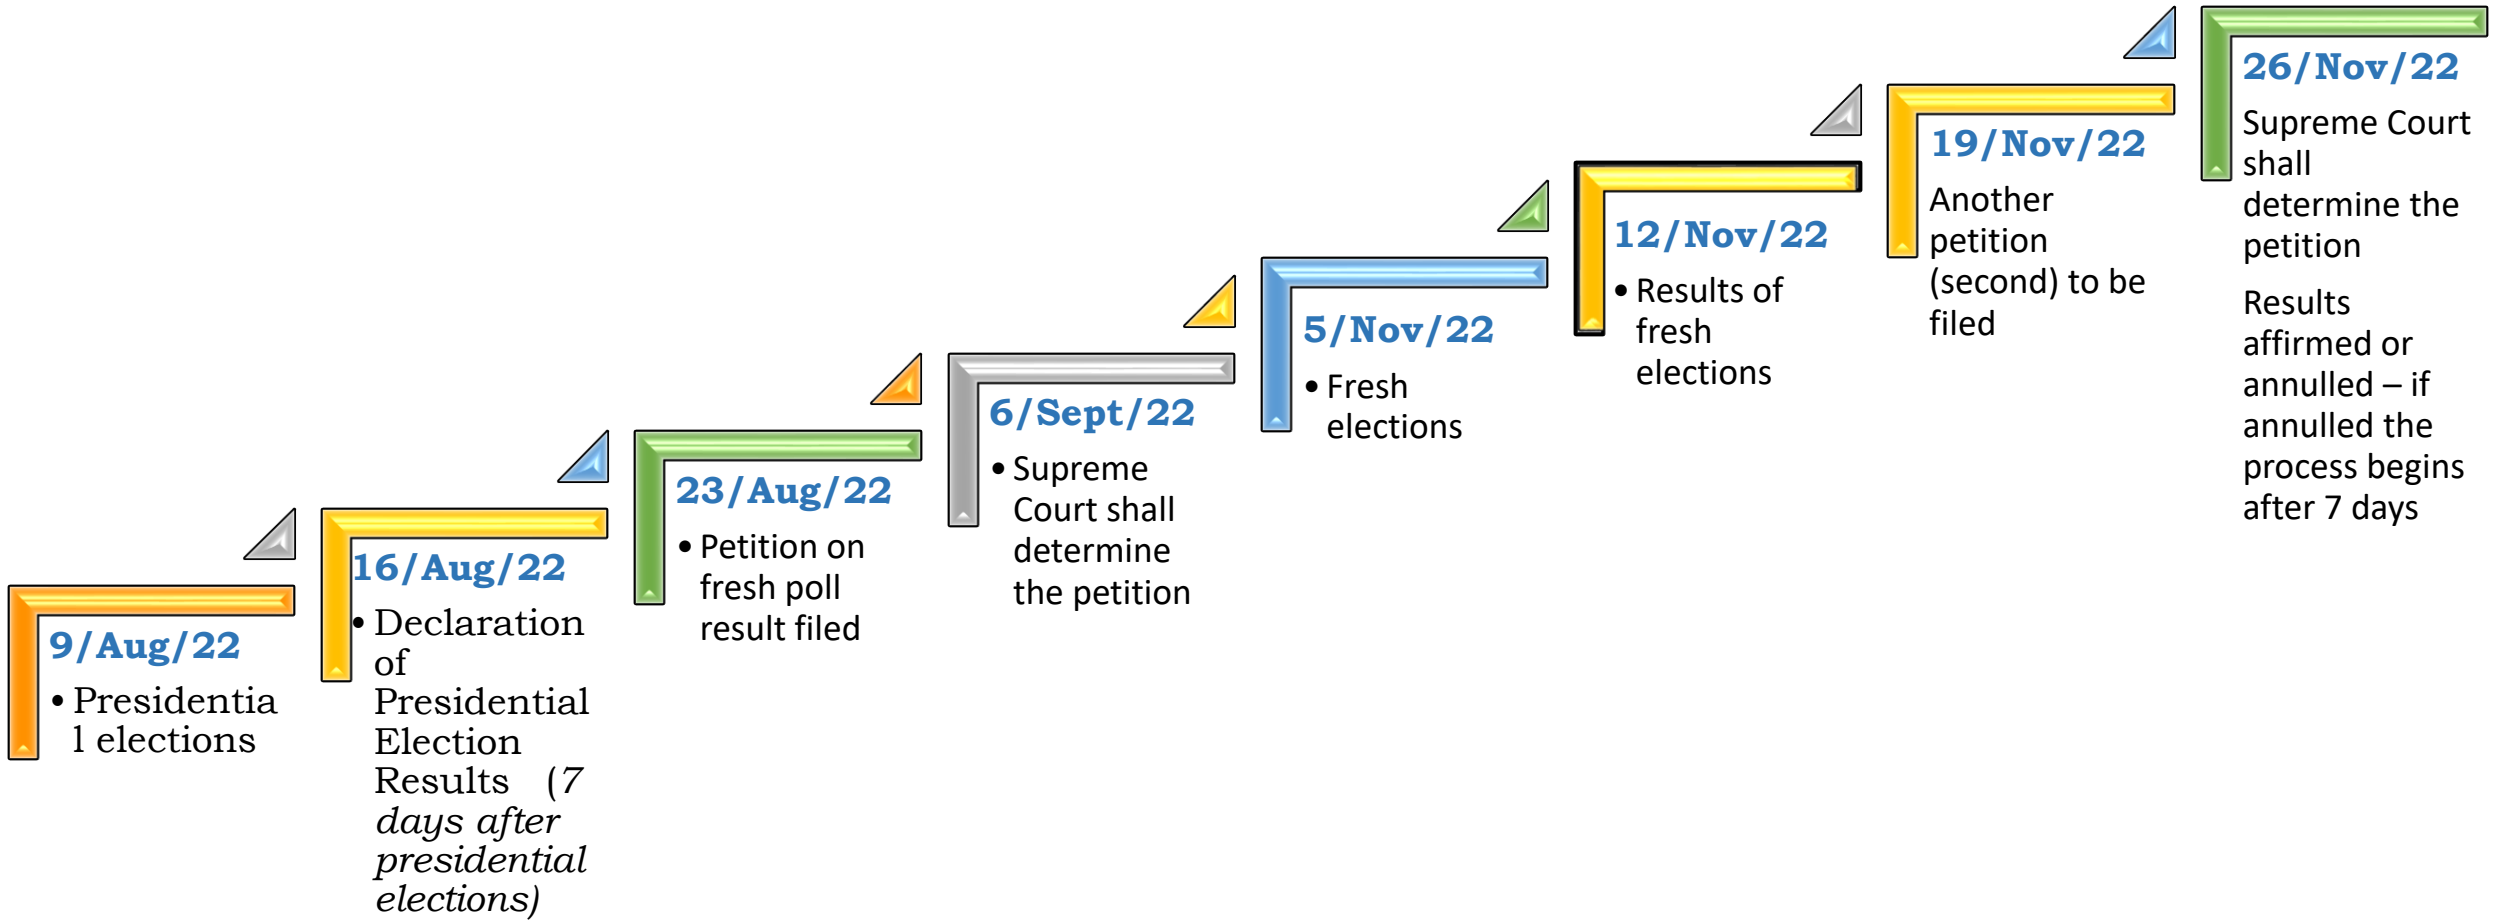 9/Aug/22
• Presidentia
l elections
16/Aug/22
• Declaration
of
Presidential
Election
Results (7
days after
presidential
elections)
23/Aug/22
• Petition on
fresh poll
result filed
6/Sept/22
• Supreme
Court shall
determine
the petition
5/Nov/22
• Fresh
elections
12/Nov/22
• Results of
fresh
elections
19/Nov/22
Another
petition
(second) to be
filed
26/Nov/22
Supreme Court
shall
determine the
petition
Results
affirmed or
annulled – if
annulled the
process begins
after 7 days